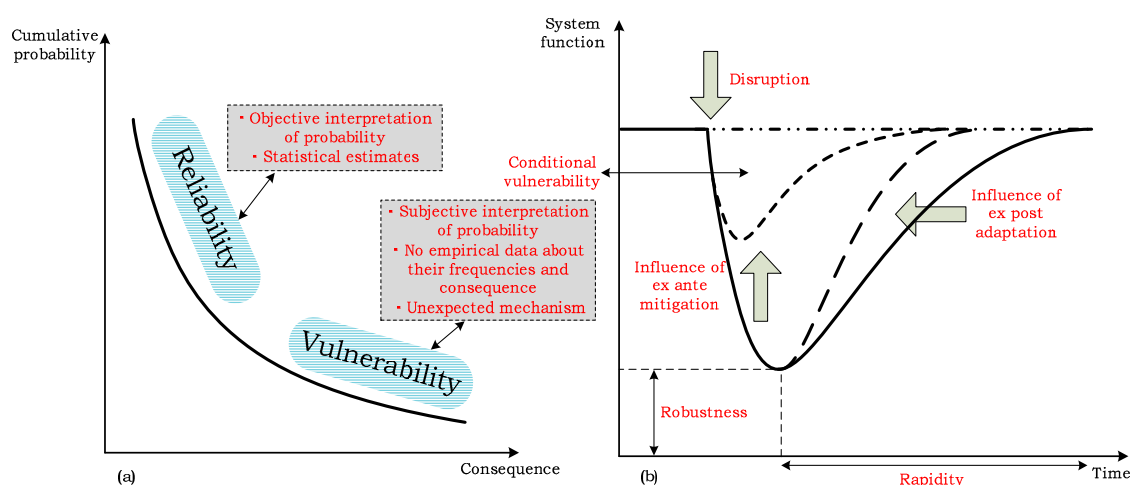 Cumulative
probability
▪ Objective interpretation
of probability
▪ Statistical estimates
Reliability
▪ Subjective interpretation
of probability
▪ No empirical data about
their frequencies and
consequence
▪ Unexpected mechanism
Vulnerability
(a)
Consequence
System
function
Disruption
Conditional
vulnerability
Influence of
ex post
adaptation
Influence of
ex ante
mitigation
Robustness
(b)
Rapidity
Time